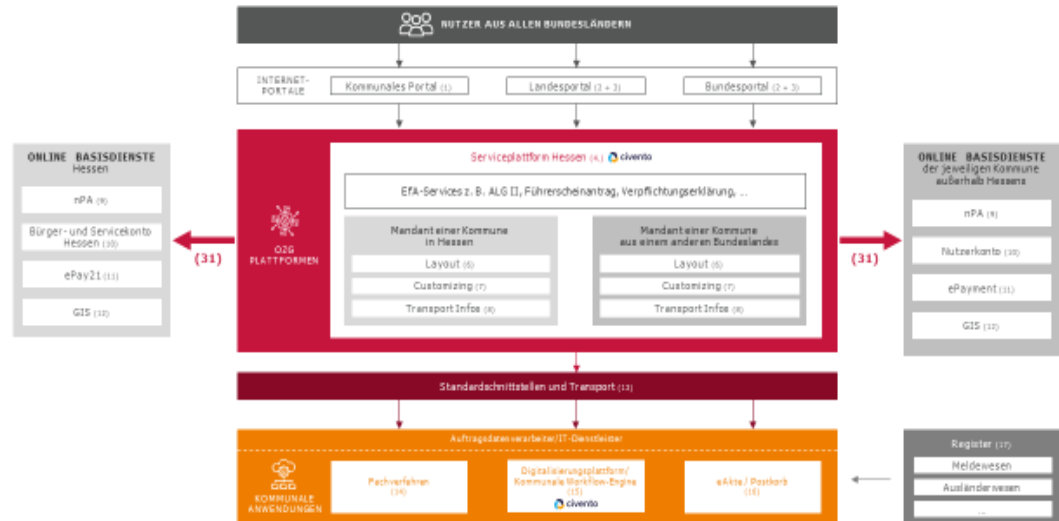 NUTZER AUS ALLEN BUNDESLÄNDERN
INTERNET-
PORTALE
Kommunales Portal (1)
Landesportal (2 + 3)
Bundesportal (2 + 3)
ONLINE BASISDIENSTE
Hessen
nPA (9)
Bürger- und Servicekonto
Hessen (10)
ePay21 (11)
GIS (12)
(31)
OZG
PLATTFORMEN
Serviceplattform Hessen (4,) civento
EfA-Services z. B. ALG II, Führerscheinantrag, Verpflichtungserklärung, ...
Mandant einer Kommune
in Hessen
Layout (6)
Customizing (7)
Transport Infos (8)
Mandant einer Kommune
aus einem anderen Bundeslandes
Layout (6)
Customizing (7)
Transport Infos (8)
(31)
ONLINE BASISDIENSTE
der jeweiligen Kommune
außerhalb Hessens
nPA (9)
Nutzerkonto (10)
ePayment (11)
GIS (12)
Standardschnittstellen und Transport (13)
Auftragsdatenverarbeiter/IT-Dienstleister
KOMMUNALE
ANWENDUNGEN
Fachverfahren
(14)
Digitalisierungsplattform/
Kommunale Workflow-Engine
(15)
civento
eAkte / Postkorb
(16)
Register (17)
Meldewesen
Ausländerwesen
...